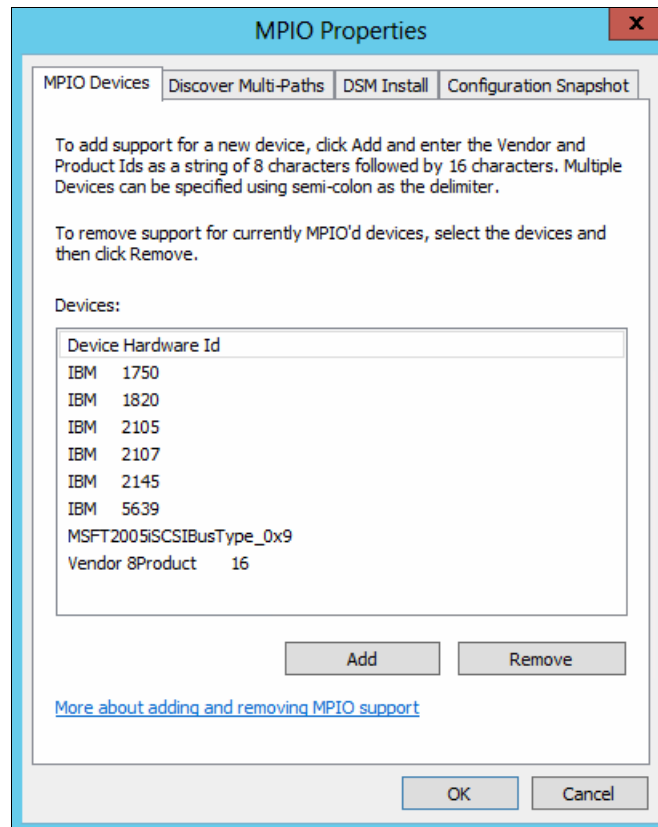 MPIO Properties
x
MPIO Devices Discover Multi-Paths DSM Install Configuration Snapshot
To add support for a new device, click Add and enter the Vendor and
Product Ids as a string of 8 characters followed by 16 characters. Multiple
Devices can be specified using semi-colon as the delimiter.
To remove support for currently MPIO'd devices, select the devices and
then click Remove.
Devices:
Device Hardware Id
IBM 1750
IBM 1820
IBM 2105
IBM 2107
IBM 2145
IBM 5639
MSFT2005iSCSIBusType_0x9
Vendor 8Product 16
Add Remove
More about adding and removing MPIO support
OK Cancel